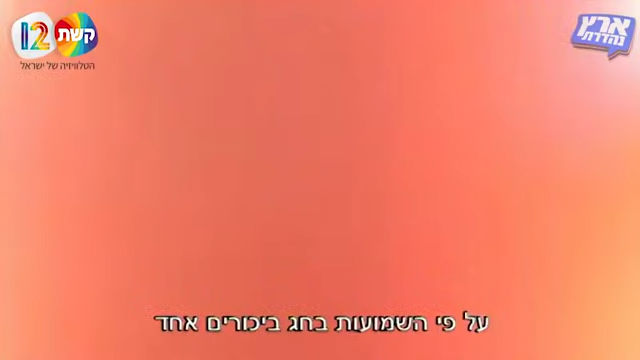 12 קשת
הטלוויזיה של ישראל
ארץ
נהדרת
על פי השמועות בחג ביכורים אחד